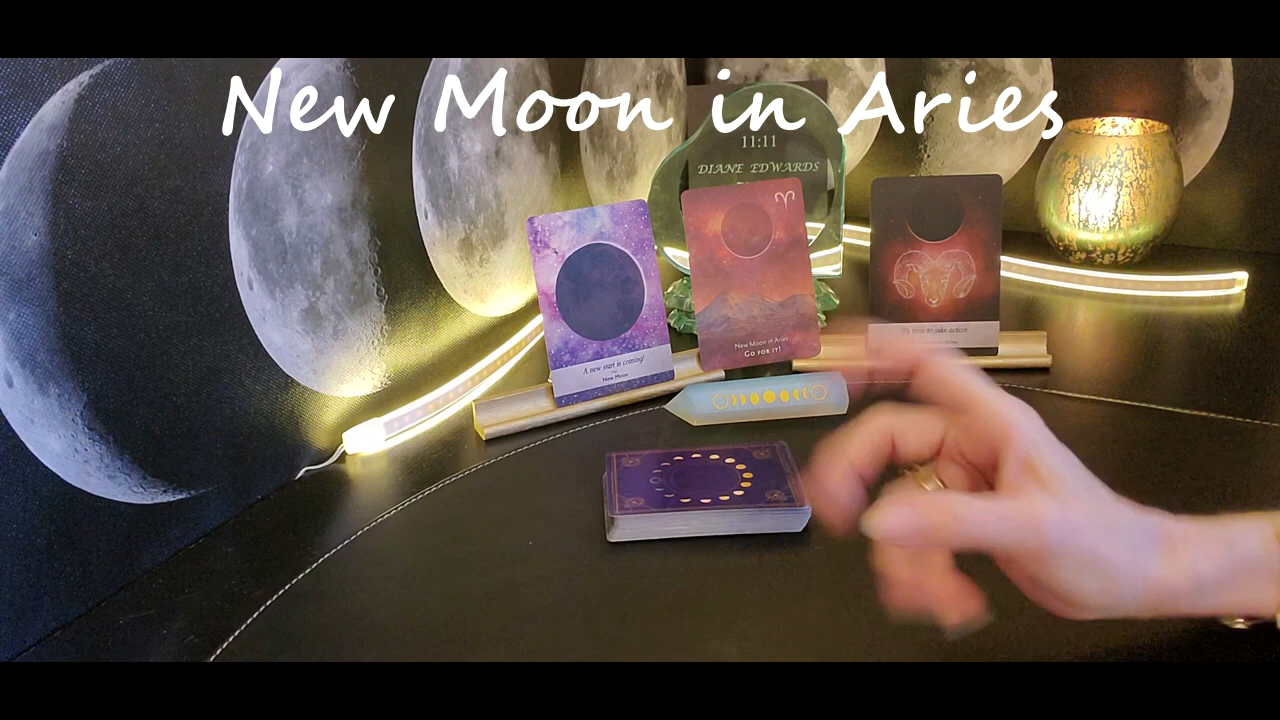 New Moon in Aries
11:11
DIANE EDWARDS
A new start is coming!
New Moon
New Moon in Aries
GO FOR IT!
It's time to take action